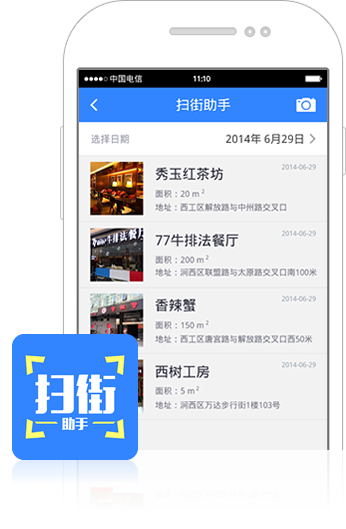 中国电信 11:10
扫街助手
选择日期 2014年 6月29日
秀玉红茶坊 2014-06-29
面积：20 m²
地址：西工区解放路与中州路交叉口
77牛排法餐厅 2014-06-29
面积：200 m²
地址：涧西区联盟路与太原路交叉口南100米
香辣蟹 2014-06-29
面积：150 m²
地址：西工区唐宫路与解放路交叉口西50米
西树工房 2014-06-29
面积：5 m²
地址：涧西区万达步行街1楼103号
扫街
助手